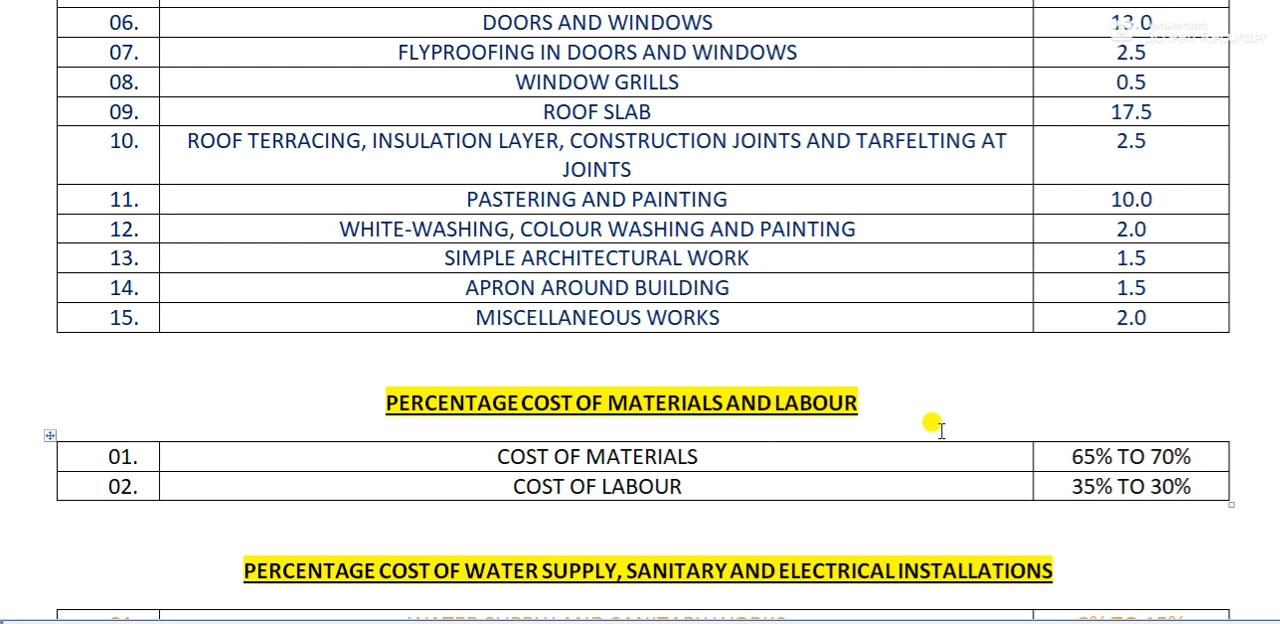 06. DOORS AND WINDOWS 13.0
07. FLYPROOFING IN DOORS AND WINDOWS 2.5
08. WINDOW GRILLS 0.5
09. ROOF SLAB 17.5
10. ROOF TERRACING, INSULATION LAYER, CONSTRUCTION JOINTS AND TARFELTING AT 2.5
JOINTS
11. PASTERING AND PAINTING 10.0
12. WHITE-WASHING, COLOUR WASHING AND PAINTING 2.0
13. SIMPLE ARCHITECTURAL WORK 1.5
14. APRON AROUND BUILDING 1.5
15. MISCELLANEOUS WORKS 2.0
PERCENTAGE COST OF MATERIALS AND LABOUR
01. COST OF MATERIALS 65% TO 70%
02. COST OF LABOUR 35% TO 30%
PERCENTAGE COST OF WATER SUPPLY, SANITARY AND ELECTRICAL INSTALLATIONS